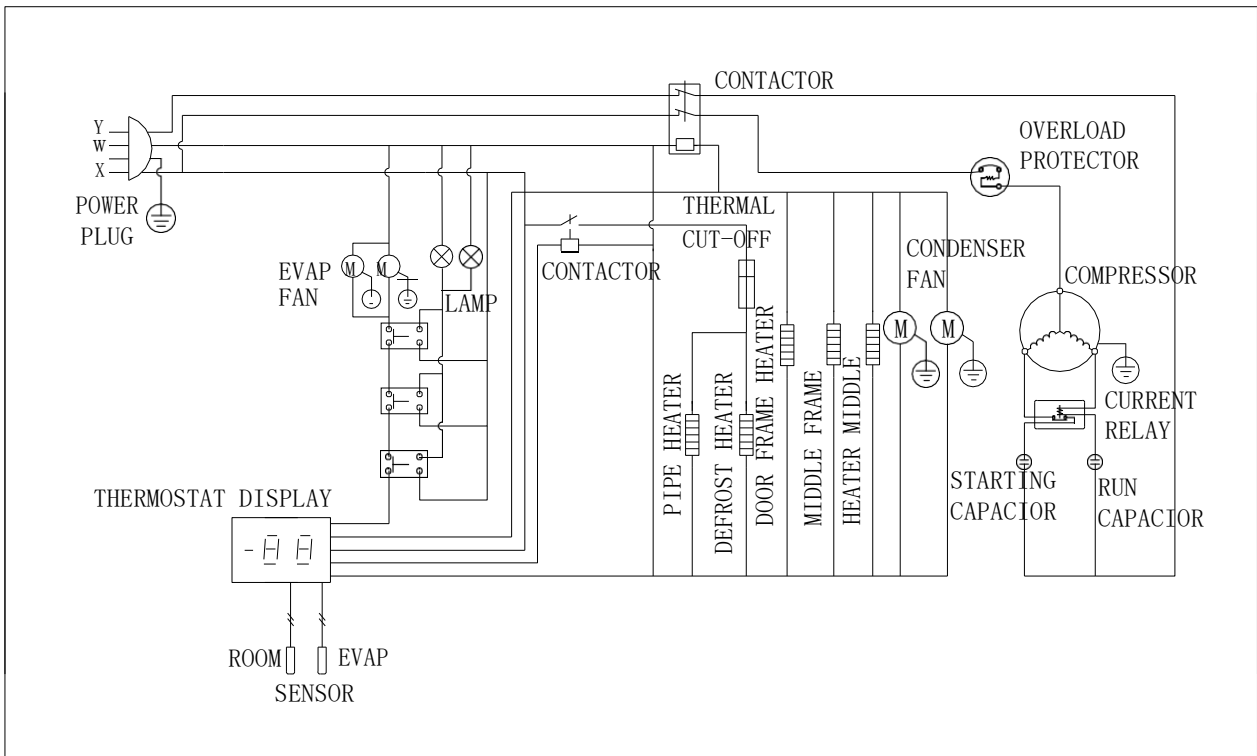 CONTACTOR
OVERLOAD
PROTECTOR
Y
W
X
POWER
PLUG
THERMAL
CUT-OFF
CONTACTOR
CONDENSER
FAN
COMPRESSOR
EVAP
FAN
M
M
LAMP
M
M
PIPE HEATER
DEFROST HEATER
DOOR FRAME HEATER
MIDDLE FRAME
HEATER MIDDLE
CURRENT
RELAY
STARTING
CAPACIOR
RUN
CAPACIOR
THERMOSTAT DISPLAY
-88
ROOM
EVAP
SENSOR